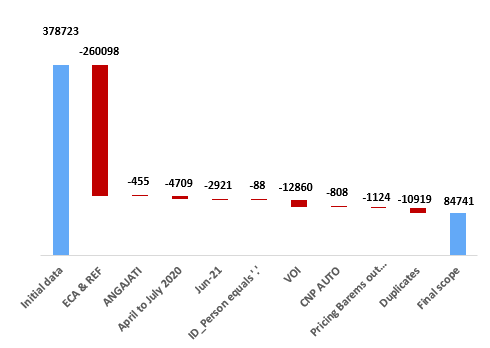 378723
-260098
-455
-4709
-2921
-88
-12860
-808
-1124
-10919
84741
Initial data
ECA & REF
ANGAJATI
April to July 2020
Jun-21
ID_Person equals '.'
VOI
CNP AUTO
Pricing Barems out...
Duplicates
Final scope